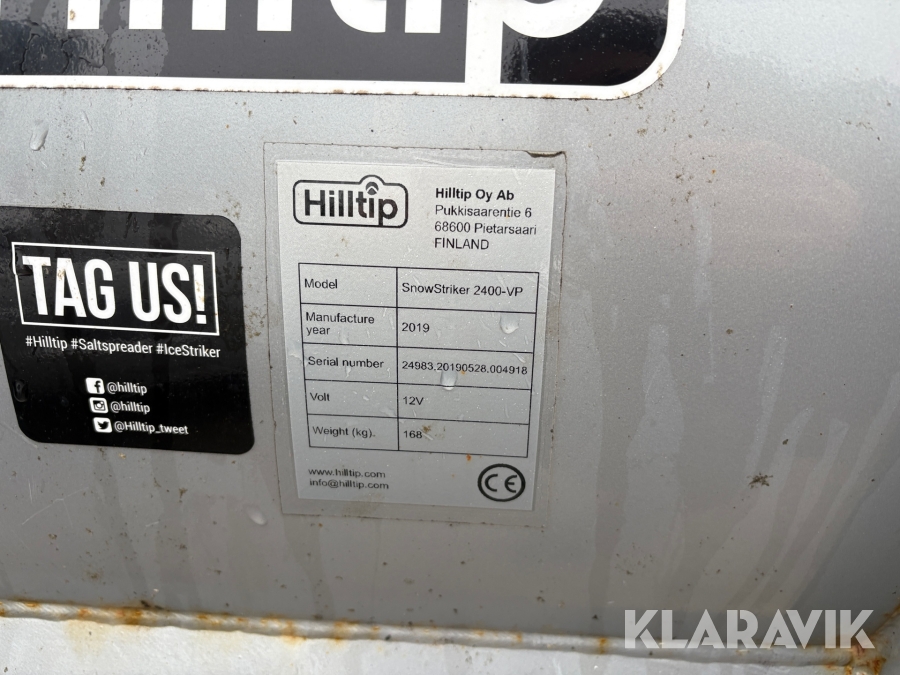 Hilltip
TAG US!
#Hilltip #Saltspreader #IceStriker
@hilltip
@hilltip
@Hilltip_tweet
Hilltip
Hilltip Oy Ab
Pukkisaarentie 6
68600 Pietarsaari
FINLAND
Model SnowStriker 2400-VP
Manufacture year 2019
Serial number 24983.20190528.004918
Volt 12V
Weight (kg). 168
www.hilltip.com
info@hilltip.com
CE
KLARAVIK